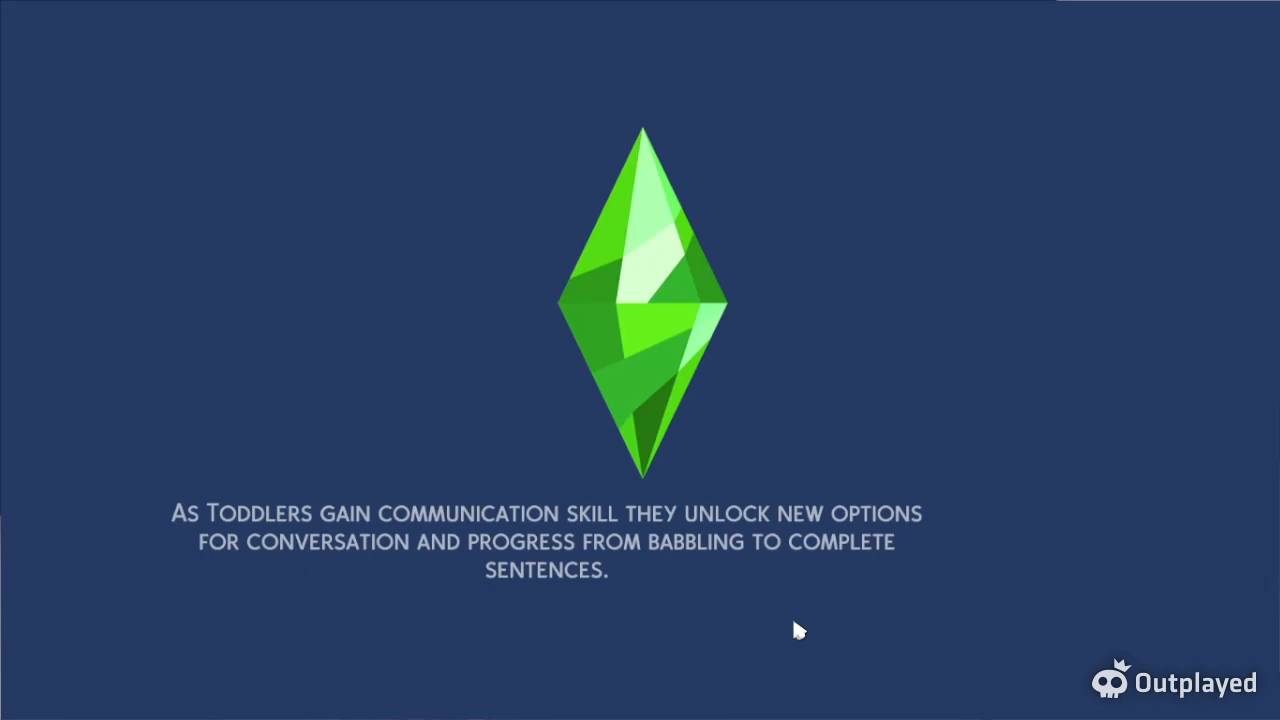 As Toddlers gain communication skill they unlock new options
for conversation and progress from babbling to complete
sentences.
Outplayed